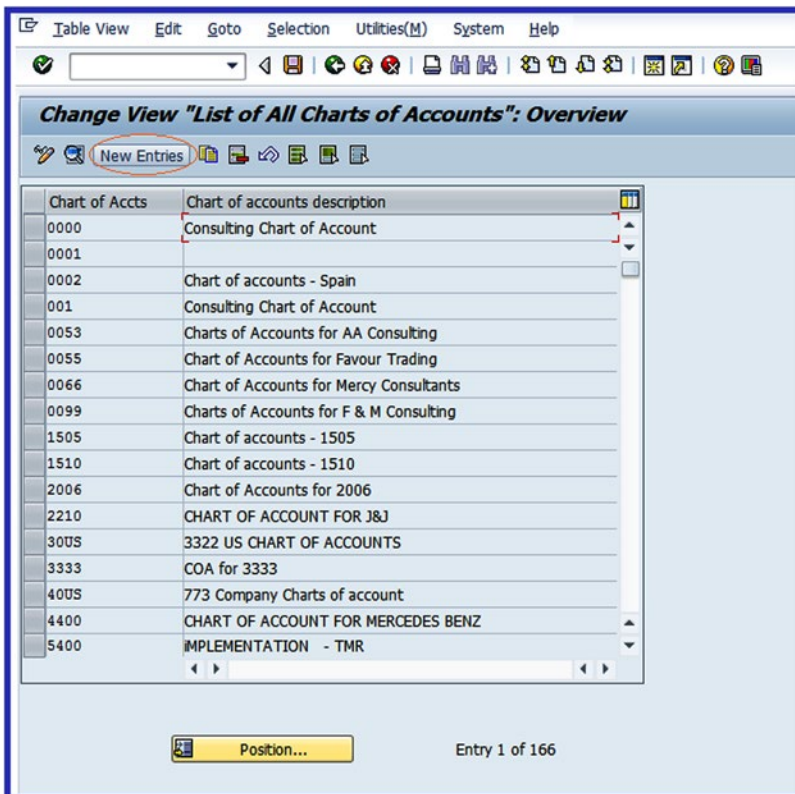 Table View Edit Goto Selection Utilities(M) System Help
Change View "List of All Charts of Accounts": Overview
New Entries
Chart of Accts Chart of accounts description
0000 Consulting Chart of Account
0001
0002 Chart of accounts - Spain
001 Consulting Chart of Account
0053 Charts of Accounts for AA Consulting
0055 Chart of Accounts for Favour Trading
0066 Chart of Accounts for Mercy Consultants
0099 Charts of Accounts for F & M Consulting
1505 Chart of accounts - 1505
1510 Chart of accounts - 1510
2006 Chart of Accounts for 2006
2210 CHART OF ACCOUNT FOR J&J
30US 3322 US CHART OF ACCOUNTS
3333 COA for 3333
40US 773 Company Charts of account
4400 CHART OF ACCOUNT FOR MERCEDES BENZ
5400 iMPLEMENTATION - TMR
Position... Entry 1 of 166